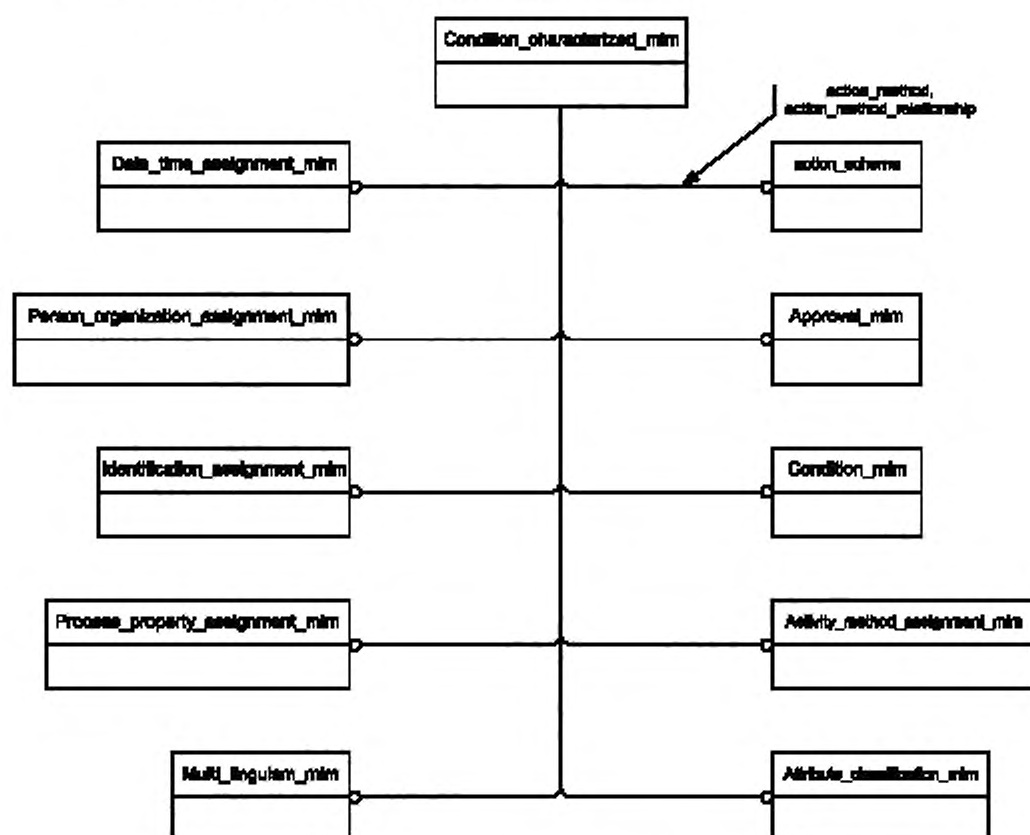 Condition_characterized_mim
action_method,
action_method_relationship
Date_time_assignment_mim
action_schema
Person_organization_assignment_mim
Approval_mim
Identification_assignment_mim
Condition_mim
Process_property_assignment_mim
Activity_method_assignment_mim
Multi_linguism_mim
Attribute_classification_mim